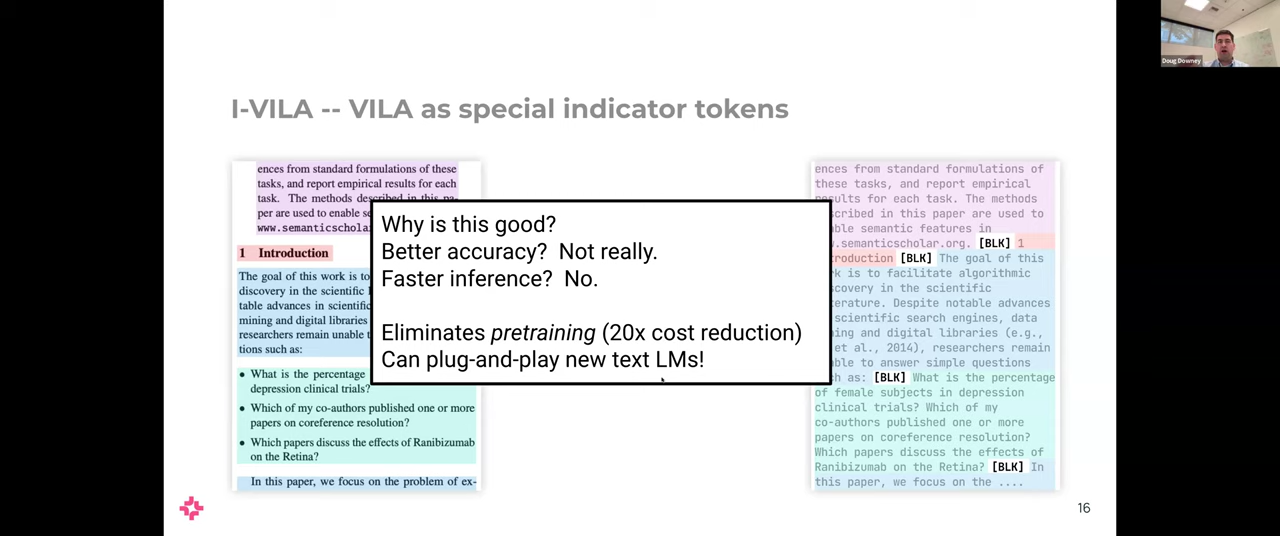 Doug Downey
I-VILA -- VILA as special indicator tokens
ences from standard formulations of these
tasks, and report empirical results for each
task. The methods described in this pa-
per are used to enable se
www.semanticschola
1 Introduction
The goal of this work is to
discovery in the scientific
table advances in scientifi
mining and digital libraries
researchers remain unable t
tions such as:
• What is the percentage
depression clinical trials?
• Which of my co-authors published one or more
papers on coreference resolution?
• Which papers discuss the effects of Ranibizumab
on the Retina?
In this paper, we focus on the problem of ex-
Why is this good?
Better accuracy? Not really.
Faster inference? No.
Eliminates pretraining (20x cost reduction)
Can plug-and-play new text LMs!
ences from standard formulations of
these tasks, and report empirical
results for each task. The methods
scribed in this paper are used to
able semantic features in
w.semanticscholar.org. [BLK] 1
troduction [BLK] The goal of this
rk is to facilitate algorithmic
scovery in the scientific
terature. Despite notable advances
scientific search engines, data
ning and digital libraries (e.g.,
et al., 2014), researchers remain
able to answer simple questions
ch as: [BLK] What is the percentage
of female subjects in depression
clinical trials? Which of my
co-authors published one or more
papers on coreference resolution?
Which papers discuss the effects of
Ranibizumab on the Retina? [BLK] In
this paper, we focus on the ....
16